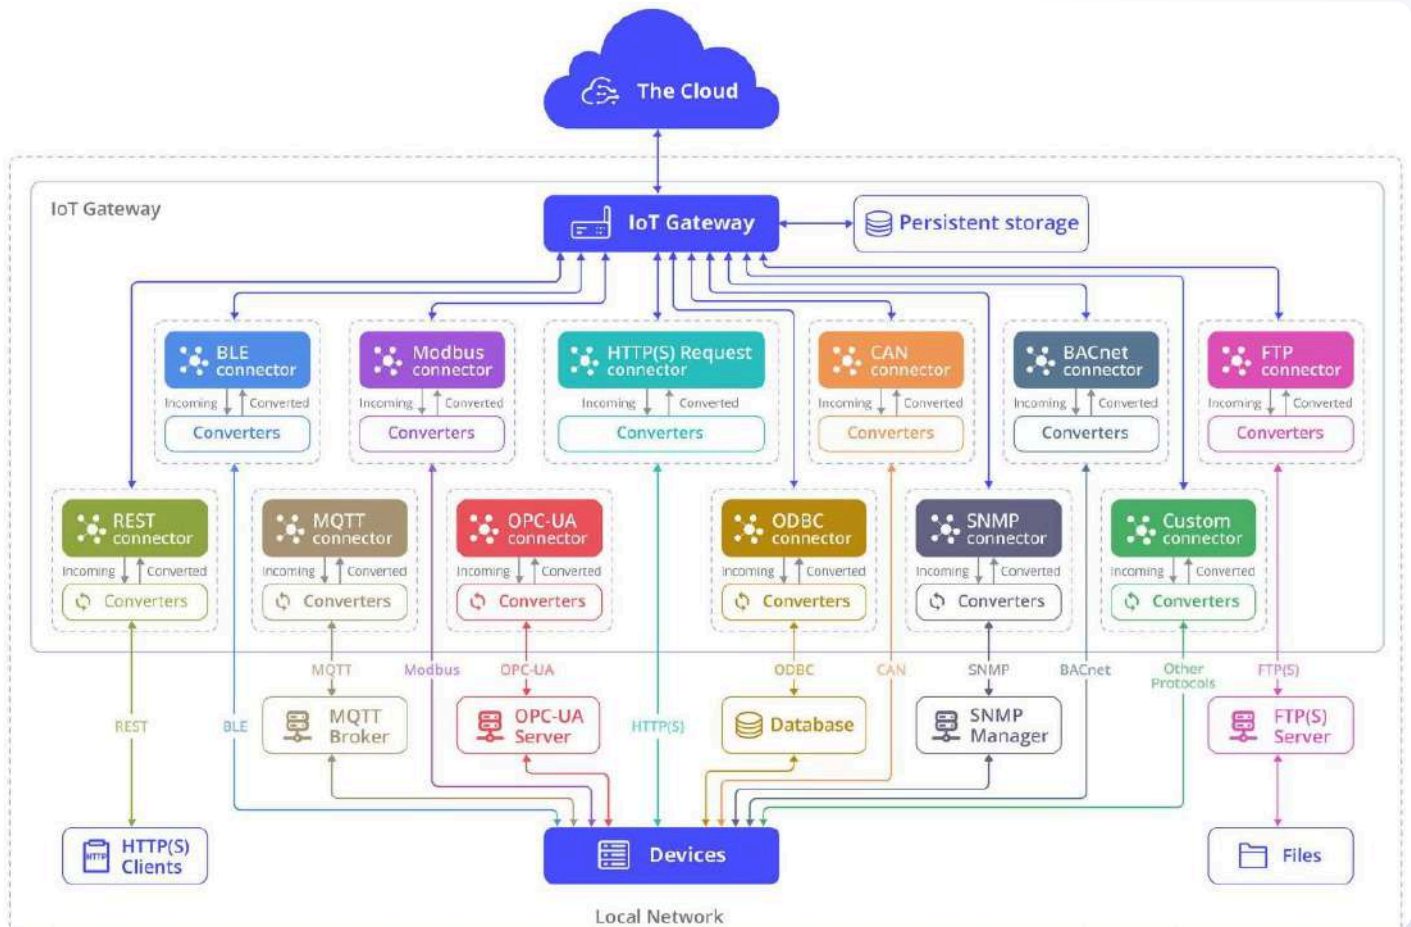 The Cloud
IoT Gateway
IoT Gateway
Persistent storage
BLE
connector
Modbus
connector
HTTP(S) Request
connector
CAN
connector
BACnet
connector
FTP
connector
Incoming Converted
Incoming Converted
Incoming Converted
Incoming Converted
Incoming Converted
Incoming Converted
Converters
Converters
Converters
Converters
Converters
Converters
REST
connector
MQTT
connector
OPC-UA
connector
ODBC
connector
SNMP
connector
Custom
connector
Incoming Converted
Incoming Converted
Incoming Converted
Incoming Converted
Incoming Converted
Incoming Converted
Converters
Converters
Converters
Converters
Converters
Converters
MQTT
Modbus
OPC-UA
ODBC
CAN
SNMP
BACnet
Other
Protocols
FTP(S)
REST
BLE
MQTT
Broker
OPC-UA
Server
HTTP(S)
Database
SNMP
Manager
FTP(S)
Server
HTTP
HTTP(S)
Clients
Devices
Files
Local Network